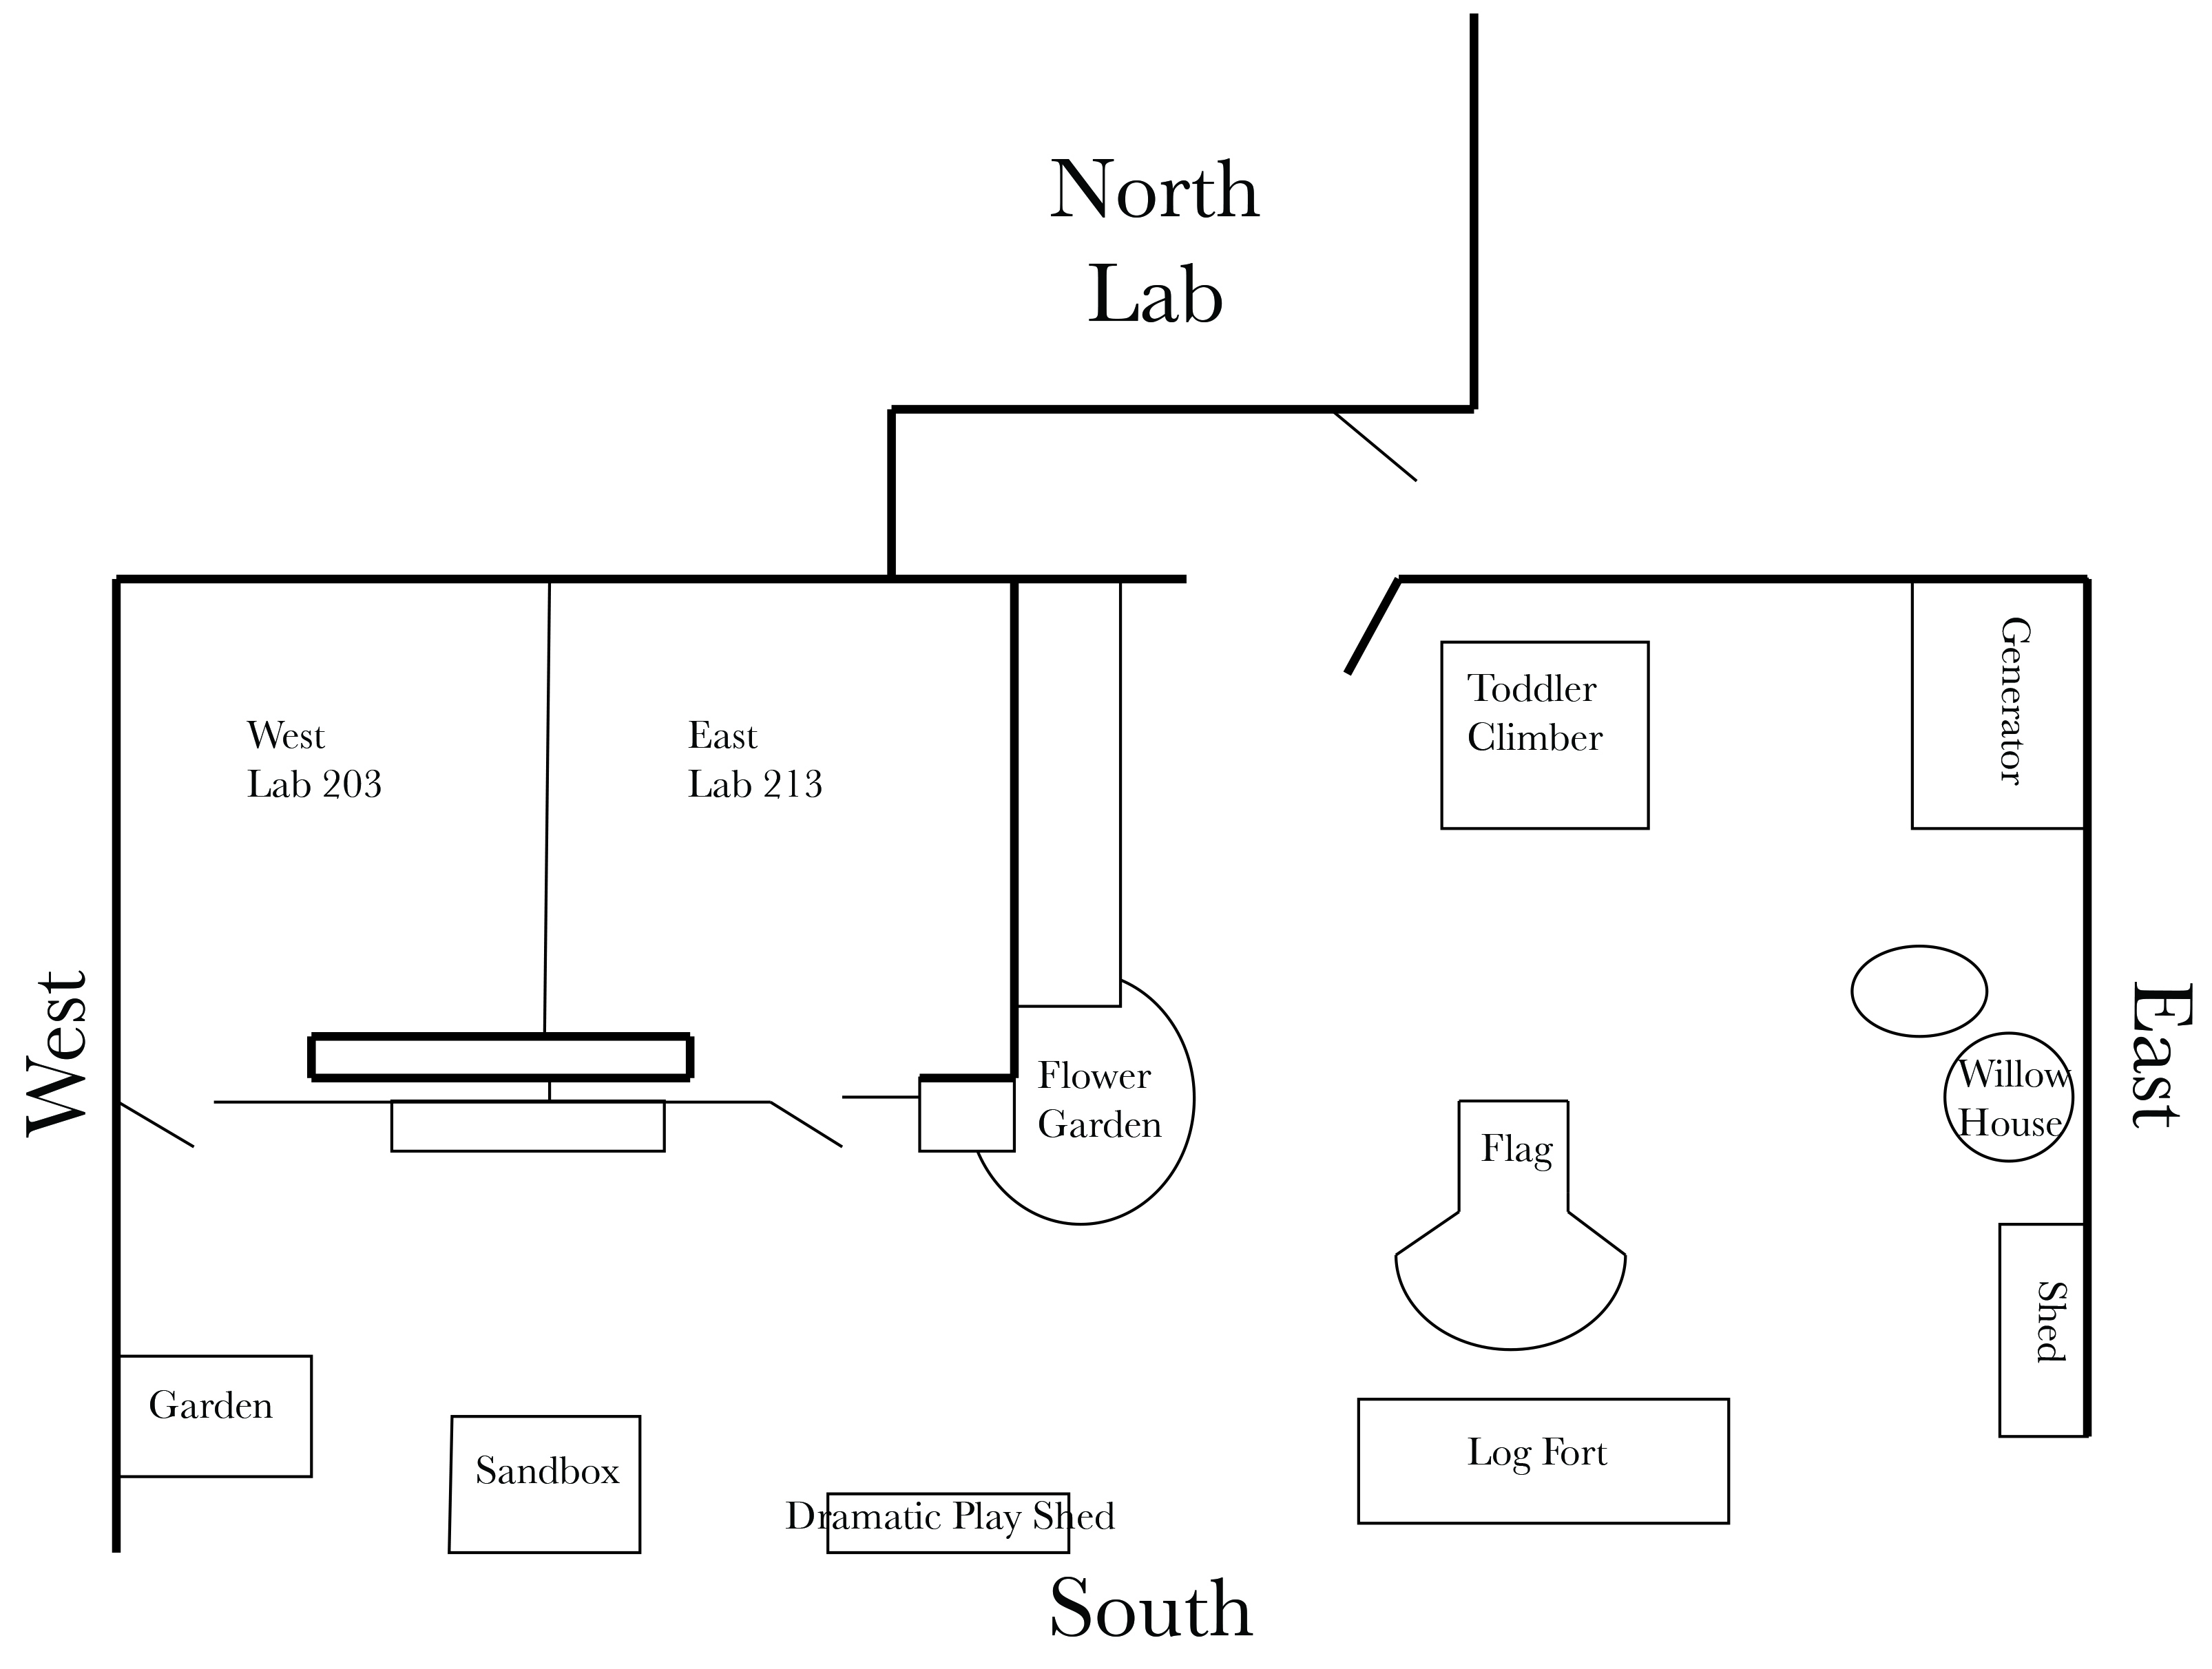 North
Lab
Toddler
Climber
Generator
West
Lab 203
East
Lab 213
West
East
Flower
Garden
Willow
House
Flag
Shed
Garden
Sandbox
Log Fort
Dramatic Play Shed
South